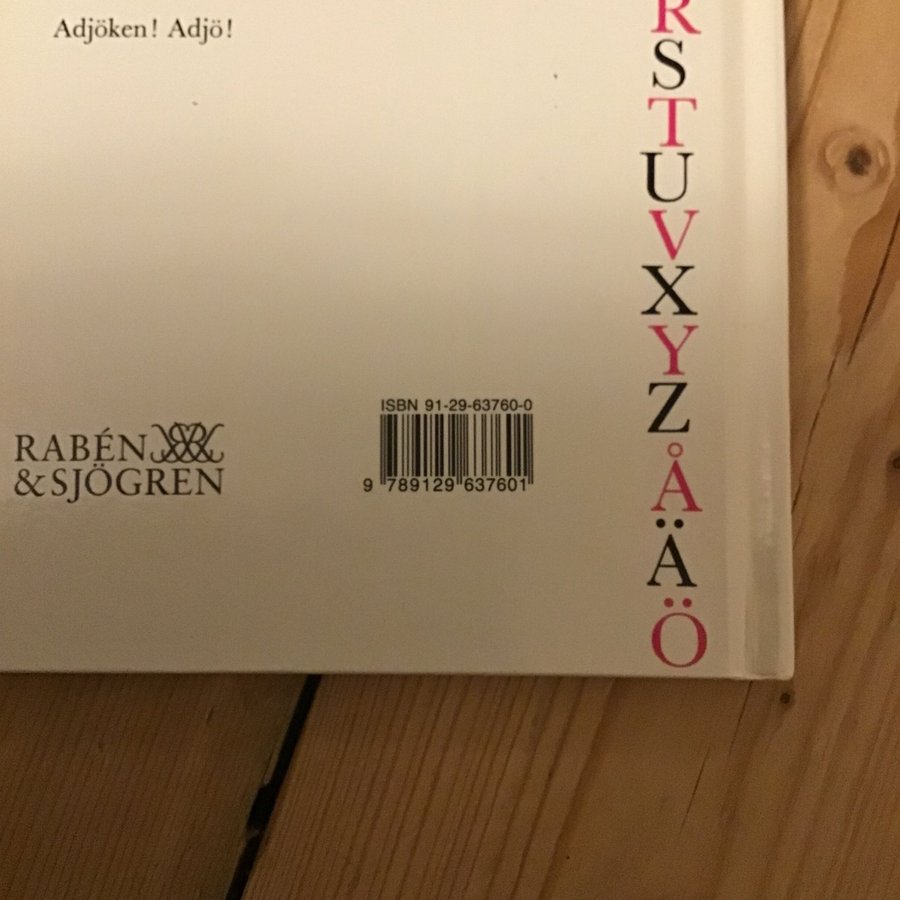 Adjöken! Adjö!
R
S
T
U
V
X
Y
Z
Å
Ä
Ö
ISBN 91-29-63760-0
9 789129 637601
RABÉN
& SJÖGREN